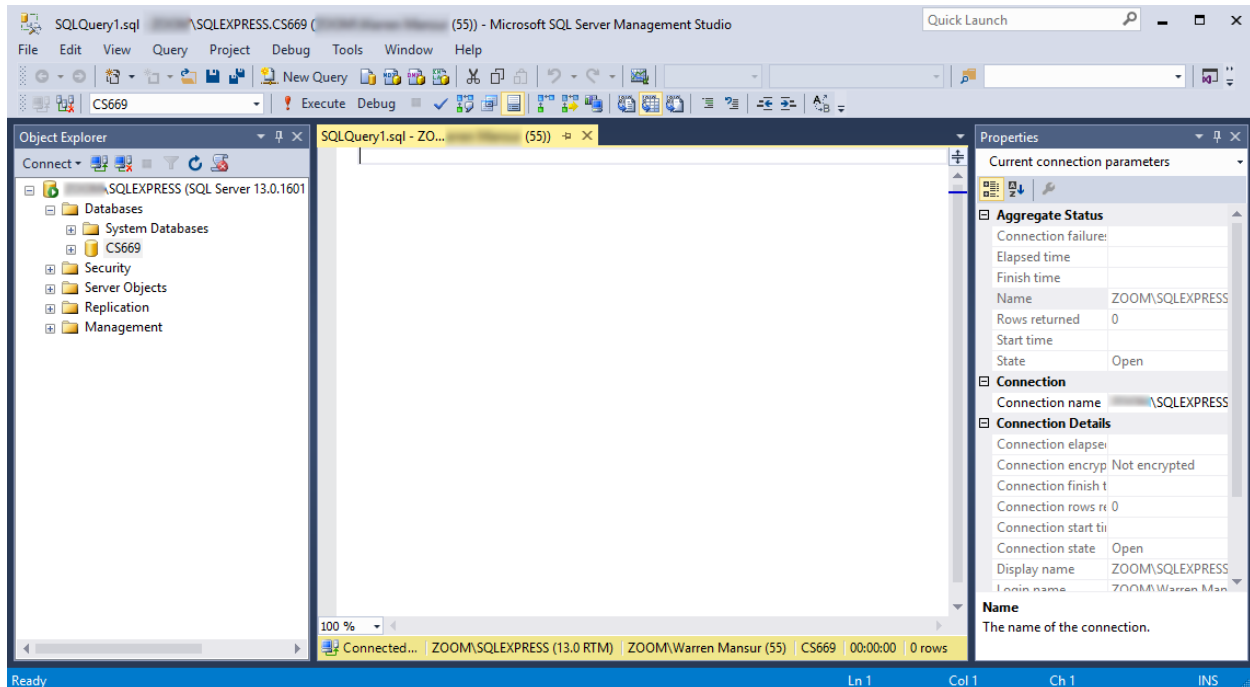 SQLQuery1.sql \SQLEXPRESS.CS669 ( (55)) - Microsoft SQL Server Management Studio
Quick Launch
File Edit View Query Project Debug Tools Window Help
New Query
CS669 Execute Debug
Object Explorer
Connect
\SQLEXPRESS (SQL Server 13.0.1601
Databases
System Databases
CS669
Security
Server Objects
Replication
Management
SQLQuery1.sql - ZO... (55))
100 %
Connected... ZOOM\SQLEXPRESS (13.0 RTM) ZOOM\Warren Mansur (55) CS669 00:00:00 0 rows
Properties
Current connection parameters
Aggregate Status
Connection failures
Elapsed time
Finish time
Name ZOOM\SQLEXPRESS
Rows returned 0
Start time
State Open
Connection
Connection name \SQLEXPRESS
Connection Details
Connection elapse
Connection encryp Not encrypted
Connection finish t
Connection rows re 0
Connection start ti
Connection state Open
Display name ZOOM\SQLEXPRESS
Login name ZOOM\Warren Man
Name
The name of the connection.
Ready Ln 1 Col 1 Ch 1 INS